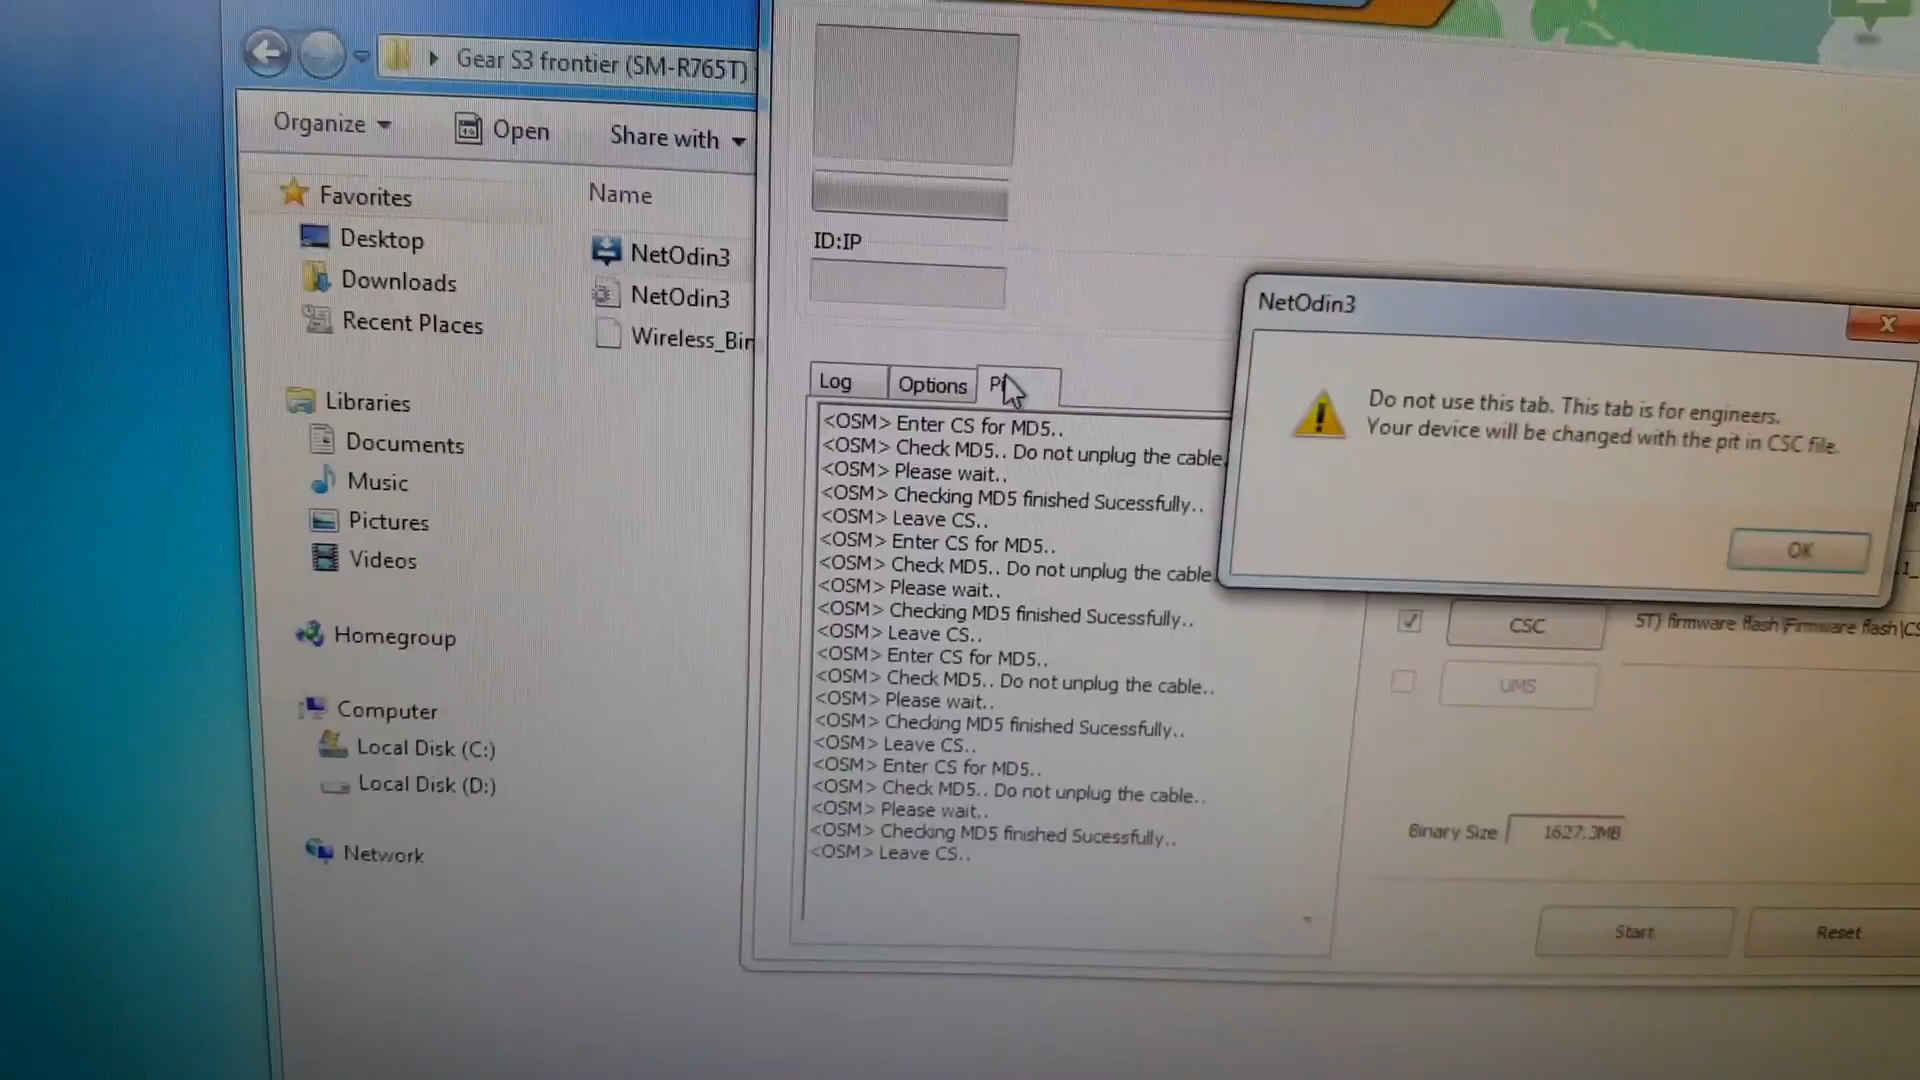 Gear S3 frontier (SM-R765T)
Organize
Open
Share with
Name
Favorites
Desktop
Downloads
Recent Places
NetOdin3
NetOdin3
Wireless_Bin
Libraries
Documents
Music
Pictures
Videos
Homegroup
Computer
Local Disk (C:)
Local Disk (D:)
Network
ID:IP
Log
Options
<OSM> Enter CS for MD5..
<OSM> Check MD5.. Do not unplug the cable
<OSM> Please wait..
<OSM> Checking MD5 finished Sucessfully..
<OSM> Leave CS..
<OSM> Enter CS for MD5..
<OSM> Check MD5.. Do not unplug the cable.
<OSM> Please wait..
<OSM> Checking MD5 finished Sucessfully..
<OSM> Leave CS..
<OSM> Enter CS for MD5..
<OSM> Check MD5.. Do not unplug the cable..
<OSM> Please wait..
<OSM> Checking MD5 finished Sucessfully..
<OSM> Leave CS..
<OSM> Enter CS for MD5..
<OSM> Check MD5.. Do not unplug the cable..
<OSM> Please wait..
<OSM> Checking MD5 finished Sucessfully..
<OSM> Leave CS..
NetOdin3
Do not use this tab. This tab is for engineers.
Your device will be changed with the pit in CSC file.
OK
CSC
5T) firmware flash\Firmware flash\CS
UMS
Binary Size 1627.3MB
Start
Reset